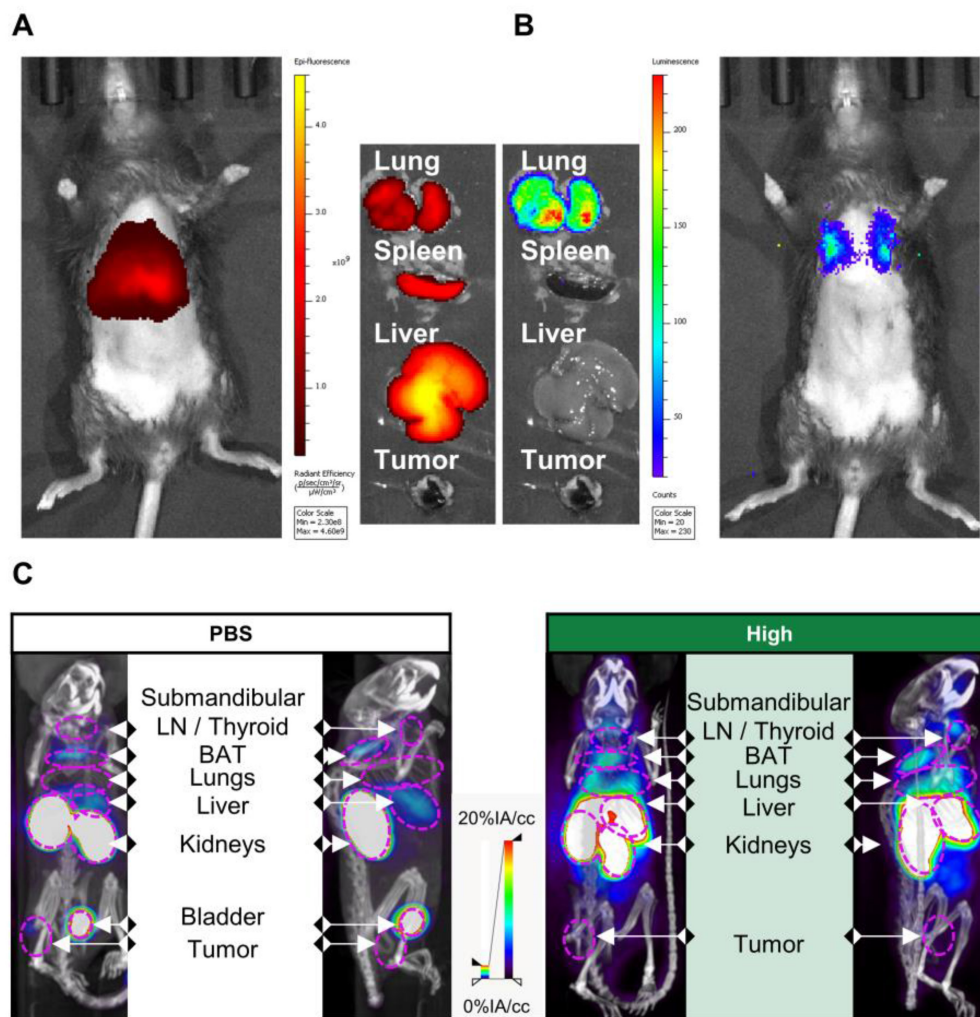 A
B
Epi-fluorescence
4.0
3.0
x10⁹
2.0
1.0
Radiant Efficiency
(p/sec/cm²/sr
μW/cm²)
Color Scale
Min = 2.30e8
Max = 4.60e9
Lung
Spleen
Liver
Tumor
Lung
Spleen
Liver
Tumor
Luminescence
200
150
100
50
Counts
Color Scale
Min = 20
Max = 230
C
PBS
Submandibular
LN / Thyroid
BAT
Lungs
Liver
Kidneys
Bladder
Tumor
20%IA/cc
0%IA/cc
High
Submandibular
LN / Thyroid
BAT
Lungs
Liver
Kidneys
Tumor